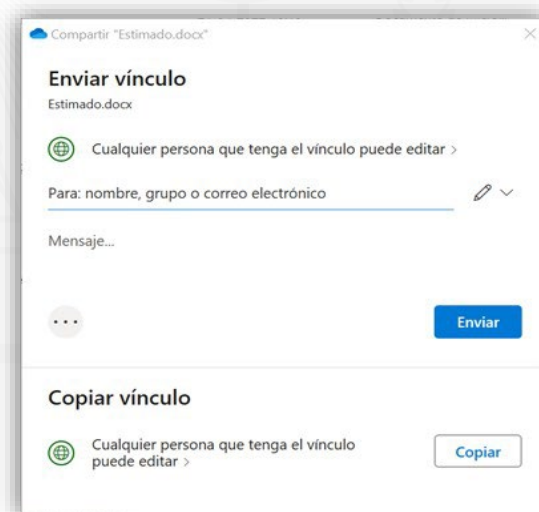 Compartir "Estimado.docx"
Enviar vínculo
Estimado.docx
Cualquier persona que tenga el vínculo puede editar >
Para: nombre, grupo o correo electrónico
Mensaje...
Enviar
Copiar vínculo
Cualquier persona que tenga el vínculo
puede editar >
Copiar